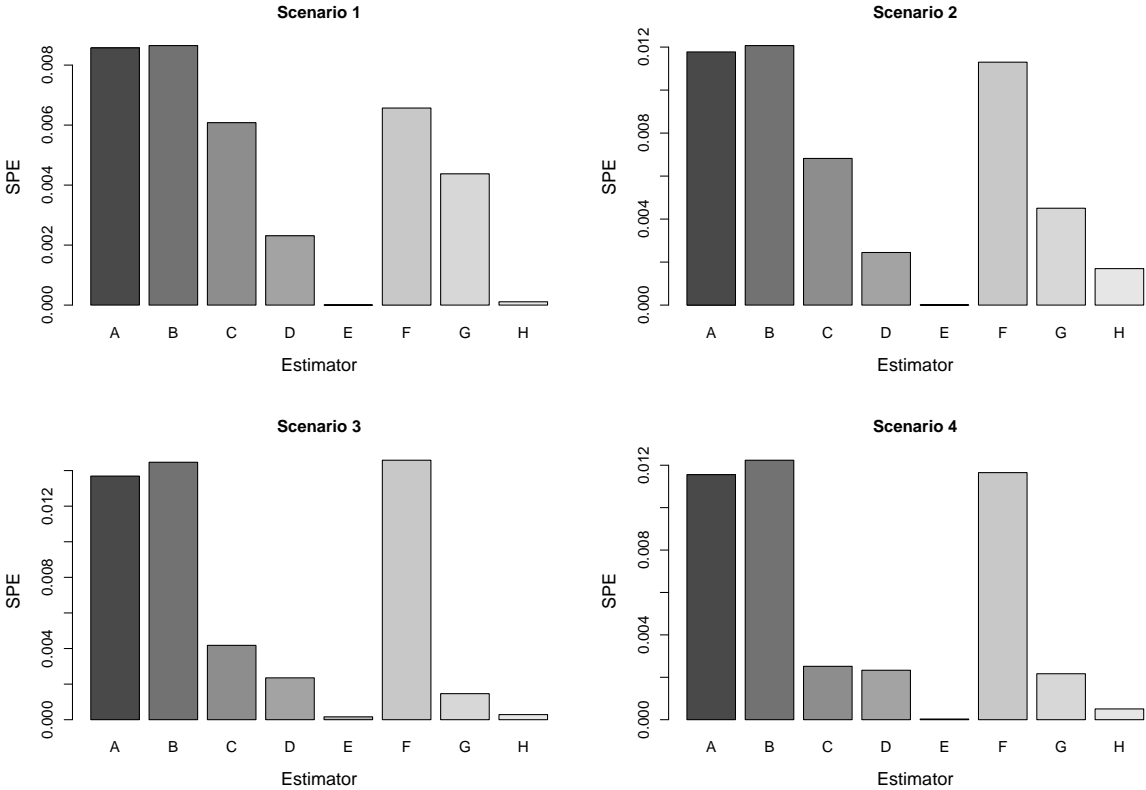 Scenario 1
SPE
0.000 0.002 0.004 0.006 0.008
A B C D E F G H
Estimator
Scenario 2
SPE
0.000 0.004 0.008 0.012
A B C D E F G H
Estimator
Scenario 3
SPE
0.000 0.004 0.012
A B C D E F G H
Estimator
Scenario 4
SPE
0.000 0.004 0.008 0.012
A B C D E F G H
Estimator